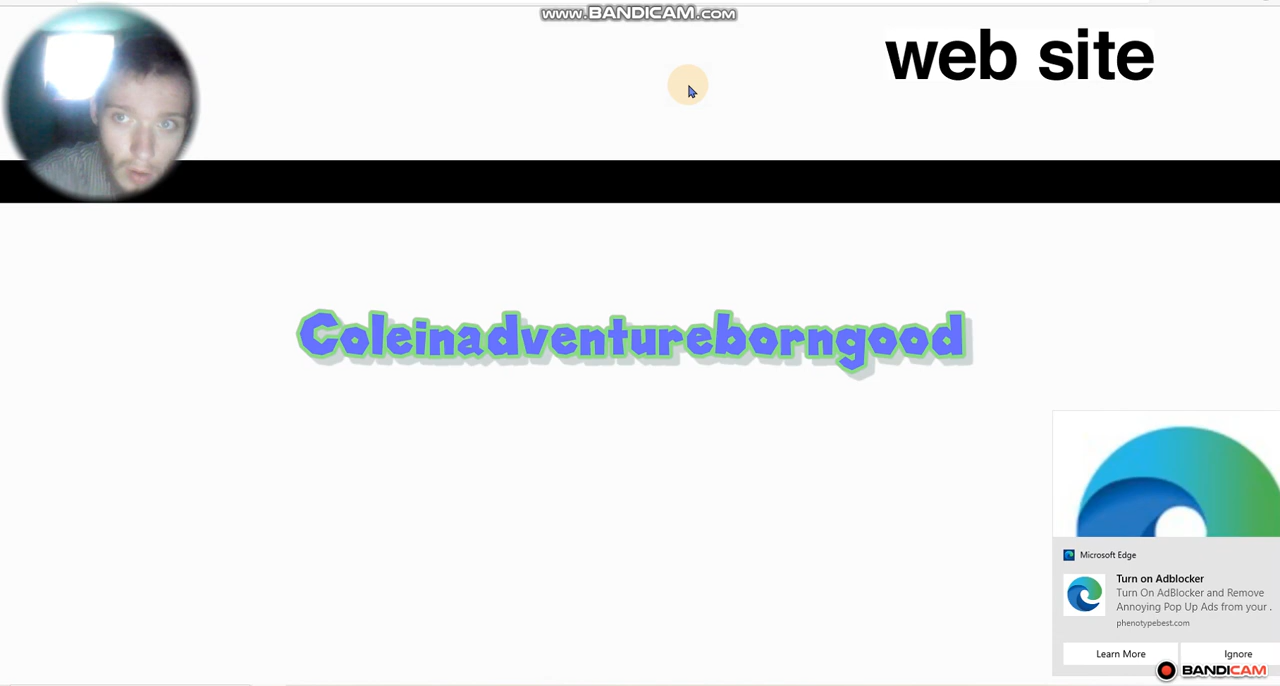 www.BANDICAM.com
web site
Coleinadventureborngood
Microsoft Edge
Turn on Adblocker
Turn On AdBlocker and Remove
Annoying Pop Up Ads from your .
phenotypebest.com
Learn More
Ignore
BANDICAM